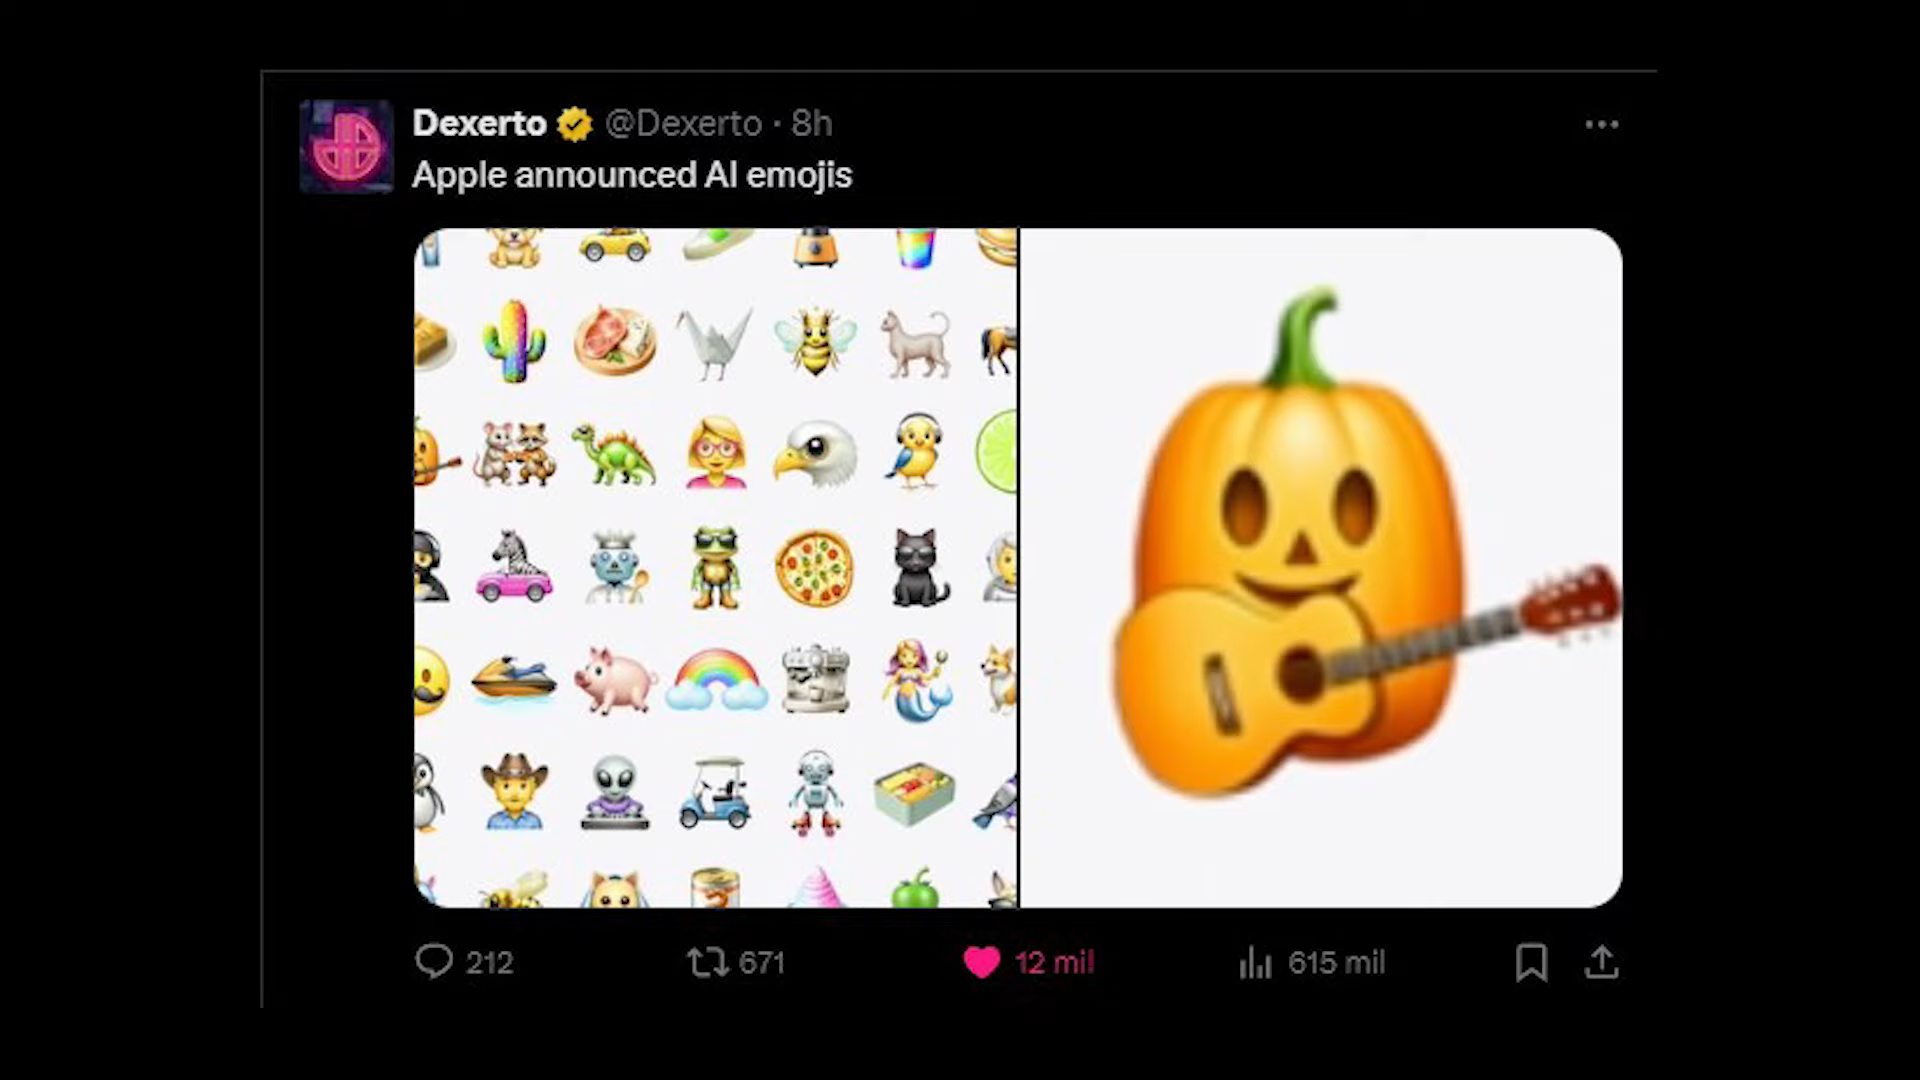 Dexerto @Dexerto · 8h
Apple announced AI emojis
212 671 12 mil 615 mil